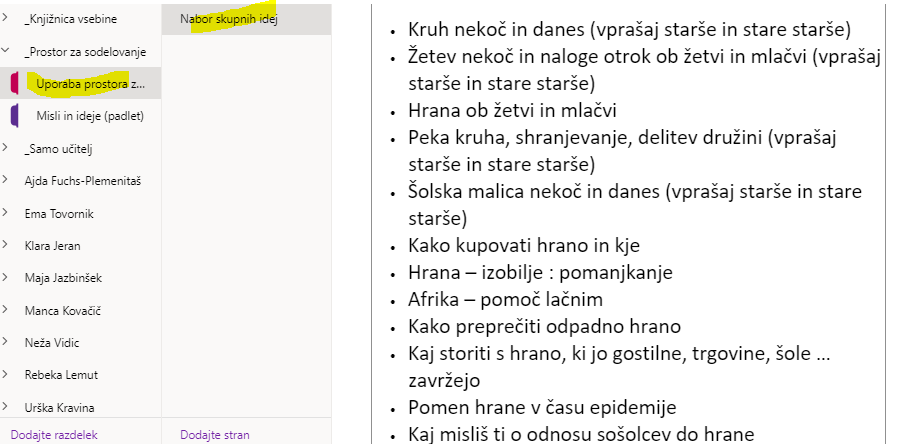 _Knjižnica vsebine
_Prostor za sodelovanje
Uporaba prostora z...
Misli in ideje (padlet)
_Samo učitelj
Ajda Fuchs-Plemenitaš
Ema Tovornik
Klara Jeran
Maja Jazbinšek
Manca Kovačič
Neža Vidic
Rebeka Lemut
Urška Kravina
Dodajte razdelek
Nabor skupnih idej
Dodajte stran
• Kruh nekoč in danes (vprašaj starše in stare starše)
• Žetev nekoč in naloge otrok ob žetvi in mlačvi (vprašaj
starše in stare starše)
• Hrana ob žetvi in mlačvi
• Peka kruha, shranjevanje, delitev družini (vprašaj
starše in stare starše)
• Šolska malica nekoč in danes (vprašaj starše in stare
starše)
• Kako kupovati hrano in kje
• Hrana – izobilje : pomanjkanje
• Afrika – pomoč lačnim
• Kako preprečiti odpadno hrano
• Kaj storiti s hrano, ki jo gostilne, trgovine, šole ...
zavržejo
• Pomen hrane v času epidemije
• Kaj misliš ti o odnosu sošolcev do hrane